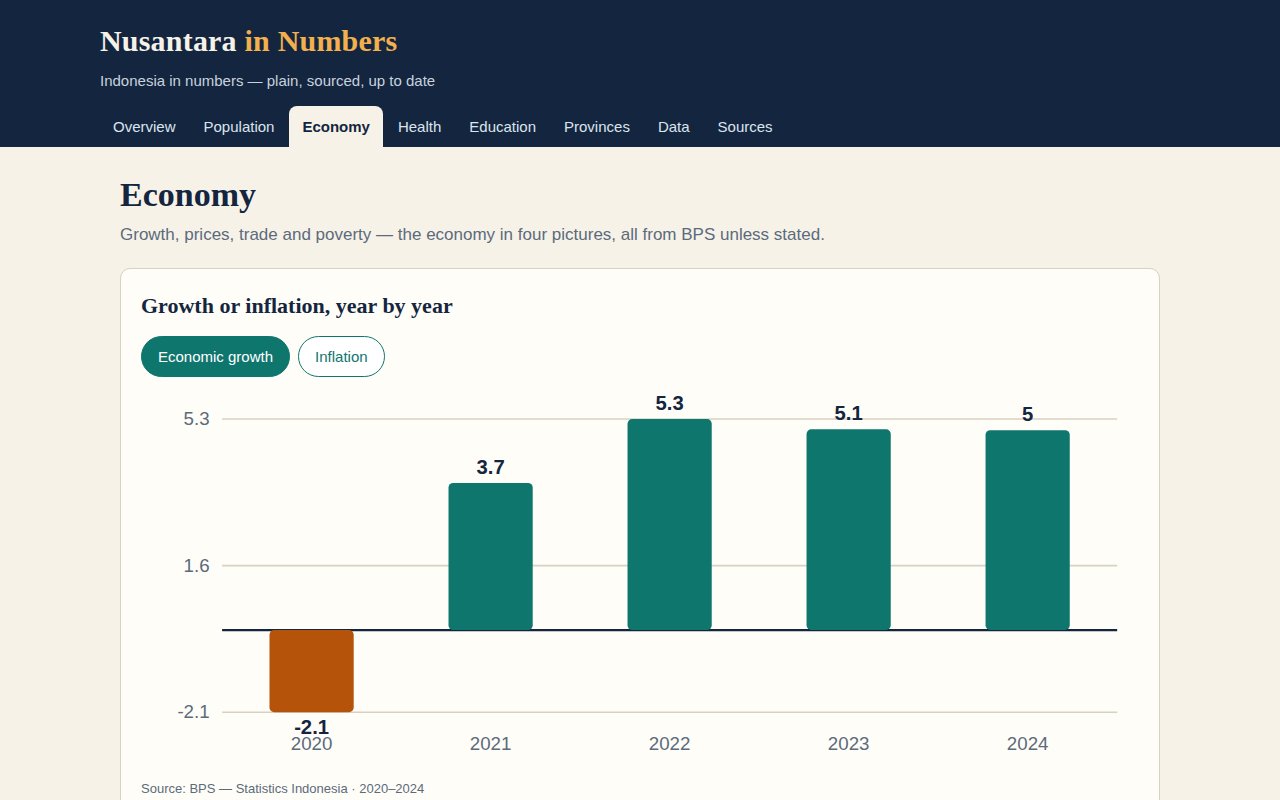 Nusantara in Numbers
Indonesia in numbers — plain, sourced, up to date
Overview Population Economy Health Education Provinces Data Sources
Economy
Growth, prices, trade and poverty — the economy in four pictures, all from BPS unless stated.
Growth or inflation, year by year
Economic growth Inflation
5.3
5.3
5.1
5
3.7
1.6
-2.1
-2.1
2020 2021 2022 2023 2024
Source: BPS — Statistics Indonesia · 2020–2024